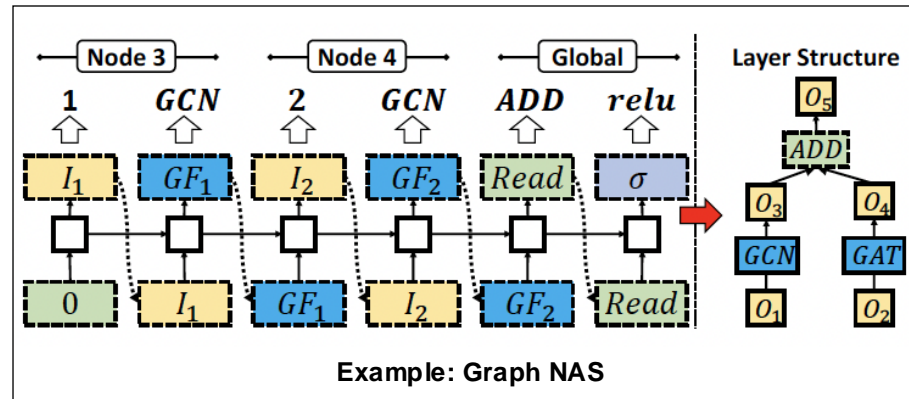 Node 3 Node 4 Global Layer Structure
1 GCN 2 GCN ADD relu
O5
ADD
I1 GF1 I2 GF2 Read σ
O3 O4
GCN GAT
0 I1 GF1 I2 GF2 Read
O1 O2
Example: Graph NAS